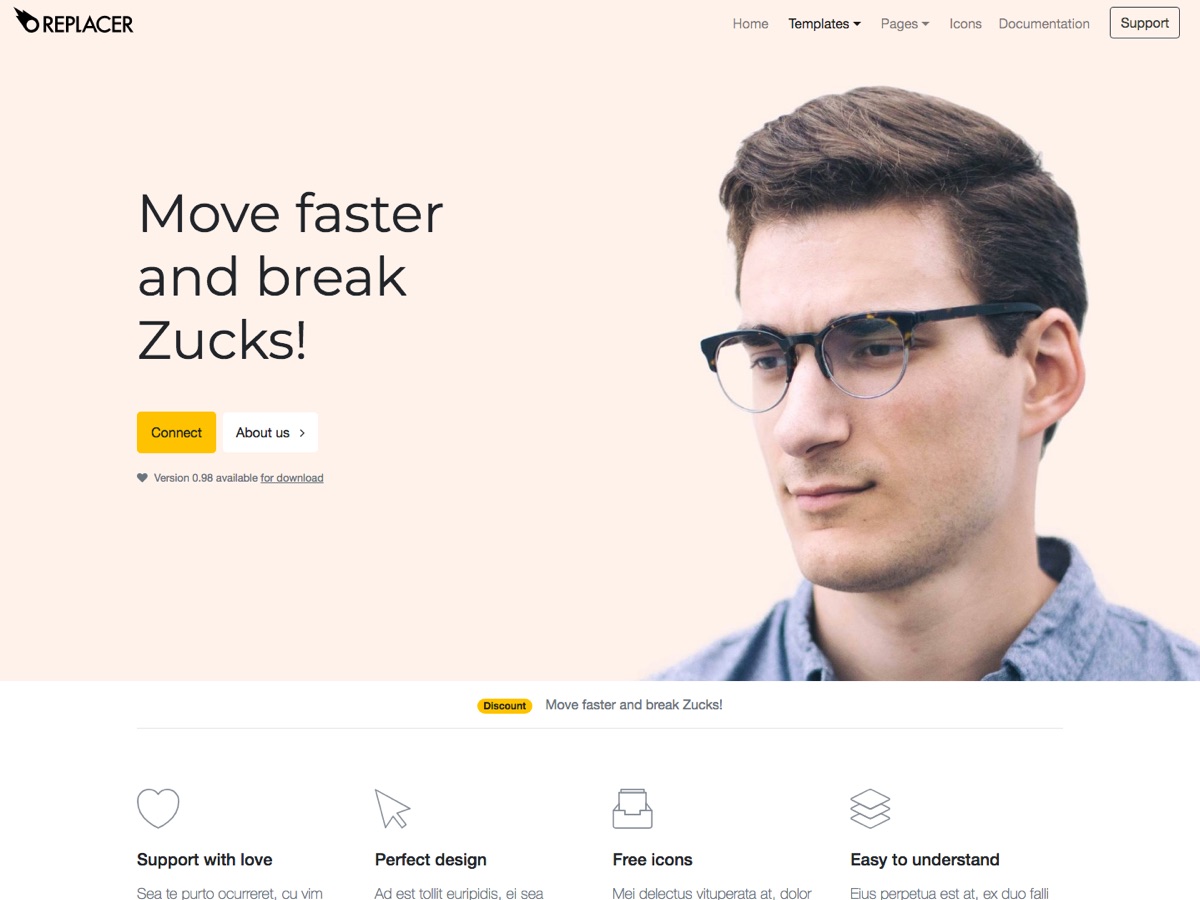 REPLACER
Home Templates Pages Icons Documentation Support
Move faster
and break
Zucks!
Connect About us
Version 0.98 available for download
Discount Move faster and break Zucks!
Support with love Perfect design Free icons Easy to understand
Sea te purto ocurreret, cu vim Ad est tollit euripidis, ei sea Mei delectus vituperata at, dolor Eius perpetua est at, ex duo falli